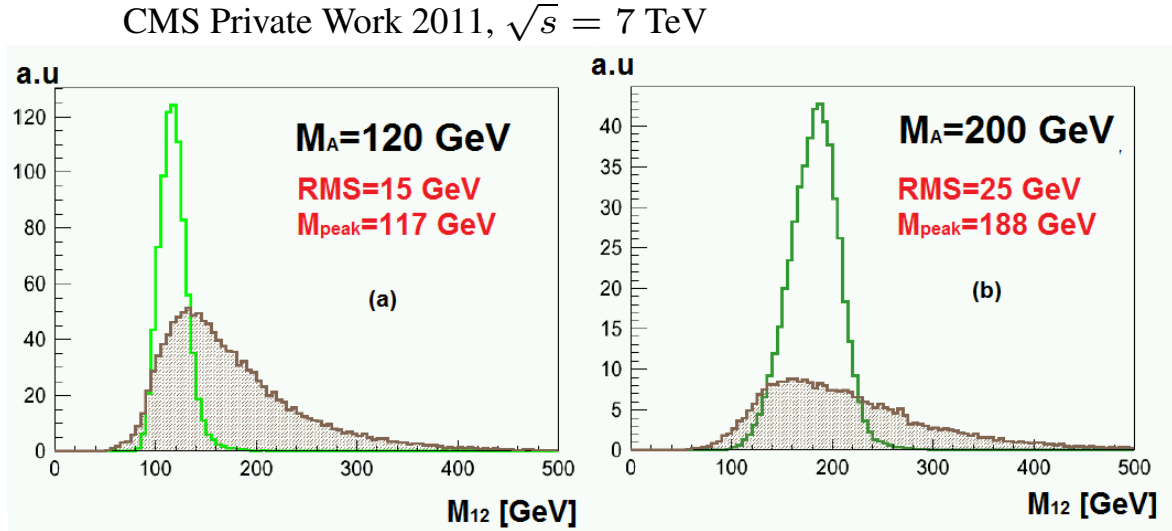 CMS Private Work 2011, √s = 7 TeV
a.u
120
100
80
60
40
20
0
0 100 200 300 400 500
MA=120 GeV
RMS=15 GeV
Mpeak=117 GeV
(a)
M12 [GeV]
a.u
40
35
30
25
20
15
10
5
0
0 100 200 300 400 500
MA=200 GeV
RMS=25 GeV
Mpeak=188 GeV
(b)
M12 [GeV]